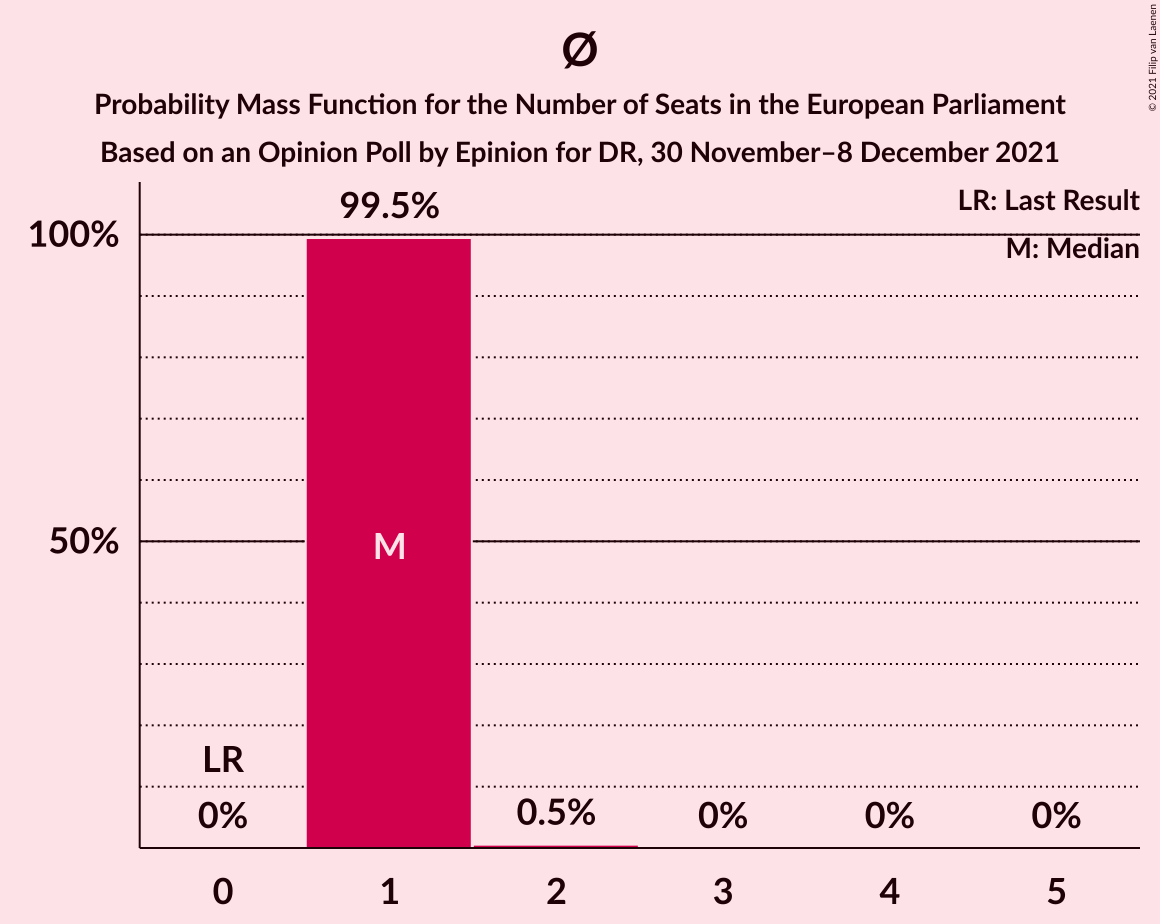 Ø
Probability Mass Function for the Number of Seats in the European Parliament
Based on an Opinion Poll by Epinion for DR, 30 November–8 December 2021
© 2021 Filip van Laenen
LR: Last Result
M: Median
100%
50%
99.5%
M
LR
0%
0.5%
0%
0%
0%
0
1
2
3
4
5